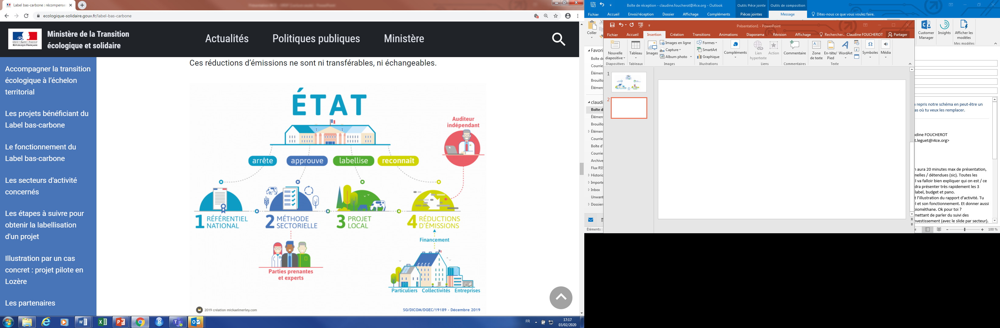 Label bas-carbone : récompense
ecologique-solidaire.gouv.fr/label-bas-carbone
Liberté • Égalité • Fraternité
RÉPUBLIQUE FRANÇAISE
Ministère de la Transition
écologique et solidaire
Actualités
Politiques publiques
Ministère
Accompagner la transition
écologique à l’échelon
territorial
Les projets bénéficiant du
Label bas-carbone
Le fonctionnement du
Label bas-carbone
Les secteurs d'activité
concernés
Les étapes à suivre pour
obtenir la labellisation
d'un projet
Illustration par un cas
concret : projet pilote en
Lozère
Les partenaires
Ces réductions d’émissions ne sont ni transférables, ni échangeables.
ÉTAT
Auditeur
indépendant
arrête
approuve
labellise
reconnaît
1 RÉFÉRENTIEL
NATIONAL
2 MÉTHODE
SECTORIELLE
3 PROJET
LOCAL
4 RÉDUCTIONS
D’ÉMISSIONS
Financement
Parties prenantes
et experts
Particuliers
Collectivités
Entreprises
2019 création mickaelmerley.com
SG/DICOM/DGEC/19189 - Décembre 2019
FR
17:17
03/02/2020
Boîte de réception - claudine.foucherot@i4ce.org - Outlook
Outils Pièce jointe
Outils de composition
Fichier
Accueil
Envoi/réception
Dossier
Affichage
Compléments
Pièces jointes
Message
Dites-nous ce que vous voulez faire.
Coller
Customer
Manager
Insights
Afficher les
modèles
Mes modèles
Présentation1 - PowerPoint
Fichier
Accueil
Insertion
Création
Transitions
Animations
Diaporama
Révision
Affichage
Rechercher..
Claudine FOUCHEROT
Partager
Nouvelle
diapositive
Diapositives
Tableau
Tableaux
Images
Images en ligne
Capture
Album photo
Images
Formes
SmartArt
Graphique
Illustrations
Compléments
Lien
hypertexte
Action
Liens
Commentaire
Commentaires
Zone
de texte
En-tête/
Pied
WordArt
Texte
Symboles
Média
1
2
Favori
Boîte de
Courrie
Élémen
Brouillo
Élémen
claudi
Boîte d
Élémen
Brouillo
Élémen
Courrie
Boîte d'
Courrie
Archive
Flux RSS
Historic
Importe
Inbox
Unwant
Dossiers
Éléments :
repris notre schéma en peut-être un
as où tu veux les remplacer.
udine FOUCHEROT
t.leguet@i4ce.org>
n aura 20 minutes max de présentation,
nelles / détendues (sic). Toutes les
il va falloir bien expliquer qui on est / ce
dra présenter très rapidement les 3
label, budget et pano.
t l’illustration du rapport d’activité. Tu
el et son fonctionnement. Et donner aussi
biométhane. Ok pour toi ?
mettant de parler du suivi des
nvestissement (avec le slide par secteur).
100 %